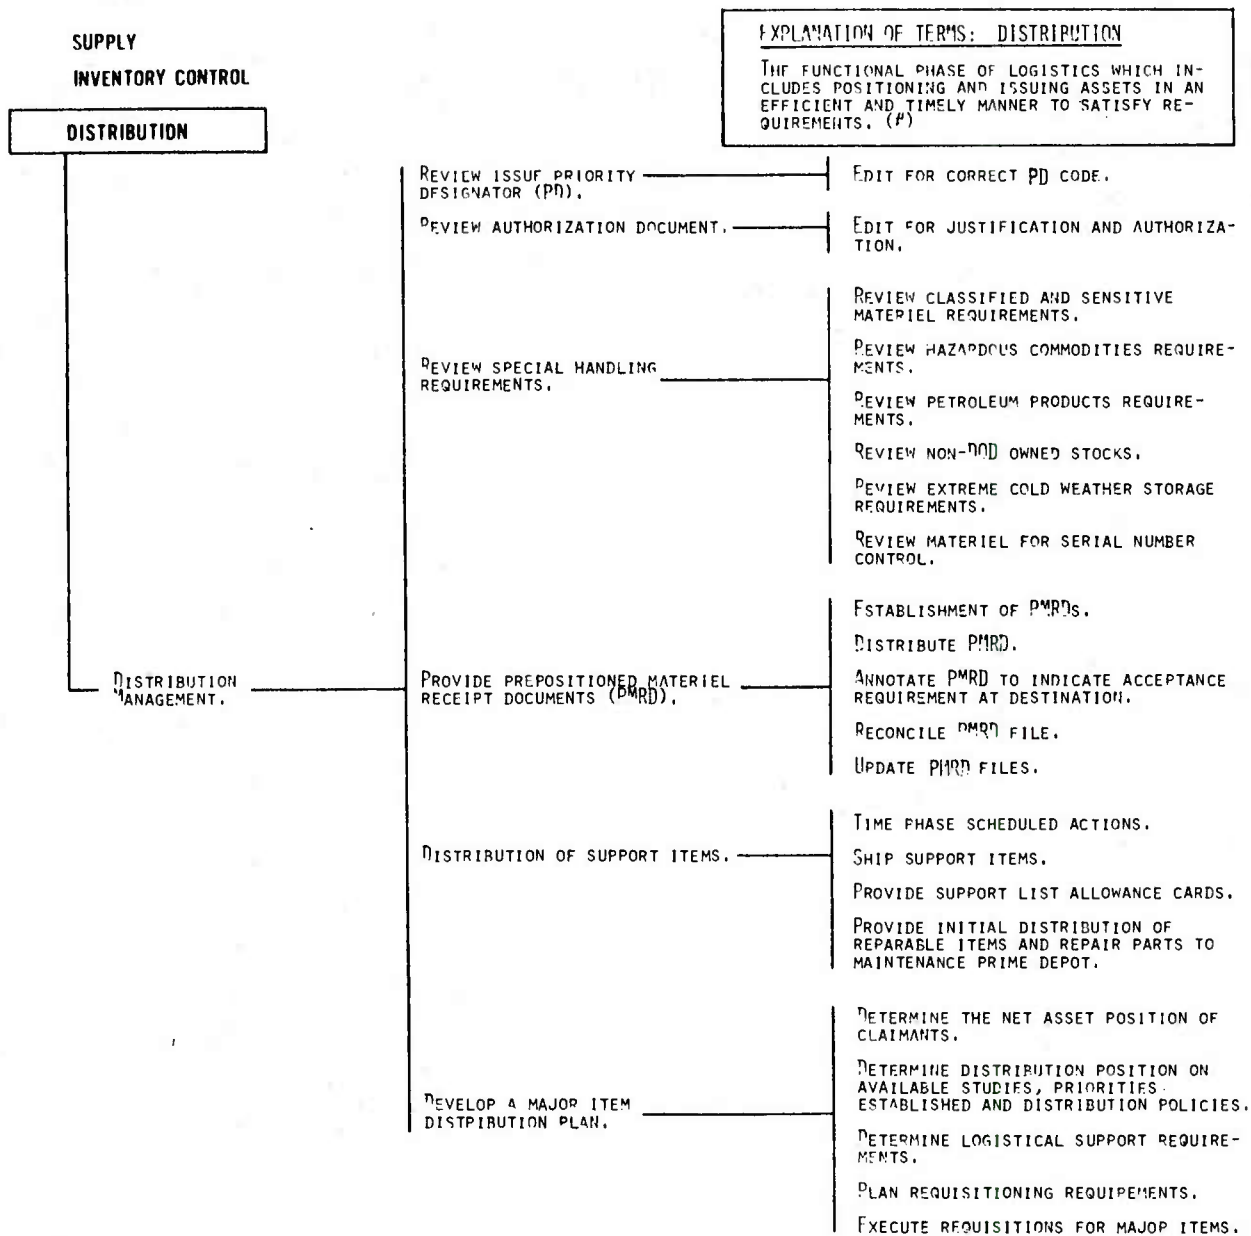 SUPPLY
INVENTORY CONTROL
DISTRIBUTION
EXPLANATION OF TERMS: DISTRIBUTION
THE FUNCTIONAL PHASE OF LOGISTICS WHICH IN-
CLUDES POSITIONING AND ISSUING ASSETS IN AN
EFFICIENT AND TIMELY MANNER TO SATISFY RE-
QUIREMENTS. (#)
DISTRIBUTION
MANAGEMENT.
REVIEW ISSUE PRIORITY
DESIGNATOR (PD).
EDIT FOR CORRECT PD CODE.
REVIEW AUTHORIZATION DOCUMENT.
EDIT FOR JUSTIFICATION AND AUTHORIZA-
TION.
REVIEW SPECIAL HANDLING
REQUIREMENTS.
REVIEW CLASSIFIED AND SENSITIVE
MATERIEL REQUIREMENTS.
REVIEW HAZARDOUS COMMODITIES REQUIRE-
MENTS.
REVIEW PETROLEUM PRODUCTS REQUIRE-
MENTS.
REVIEW NON-DOD OWNED STOCKS.
REVIEW EXTREME COLD WEATHER STORAGE
REQUIREMENTS.
REVIEW MATERIEL FOR SERIAL NUMBER
CONTROL.
PROVIDE PREPOSITIONED MATERIEL
RECEIPT DOCUMENTS (PMRD).
ESTABLISHMENT OF PMRDS.
DISTRIBUTE PMRD.
ANNOTATE PMRD TO INDICATE ACCEPTANCE
REQUIREMENT AT DESTINATION.
RECONCILE PMRD FILE.
UPDATE PMRD FILES.
DISTRIBUTION OF SUPPORT ITEMS.
TIME PHASE SCHEDULED ACTIONS.
SHIP SUPPORT ITEMS.
PROVIDE SUPPORT LIST ALLOWANCE CARDS.
PROVIDE INITIAL DISTRIBUTION OF
REPARABLE ITEMS AND REPAIR PARTS TO
MAINTENANCE PRIME DEPOT.
DEVELOP A MAJOR ITEM
DISTRIBUTION PLAN.
DETERMINE THE NET ASSET POSITION OF
CLAIMANTS.
DETERMINE DISTRIBUTION POSITION ON
AVAILABLE STUDIES, PRIORITIES
ESTABLISHED AND DISTRIBUTION POLICIES.
DETERMINE LOGISTICAL SUPPORT REQUIRE-
MENTS.
PLAN REQUISITIONING REQUIREMENTS.
EXECUTE REQUISITIONS FOR MAJOR ITEMS.